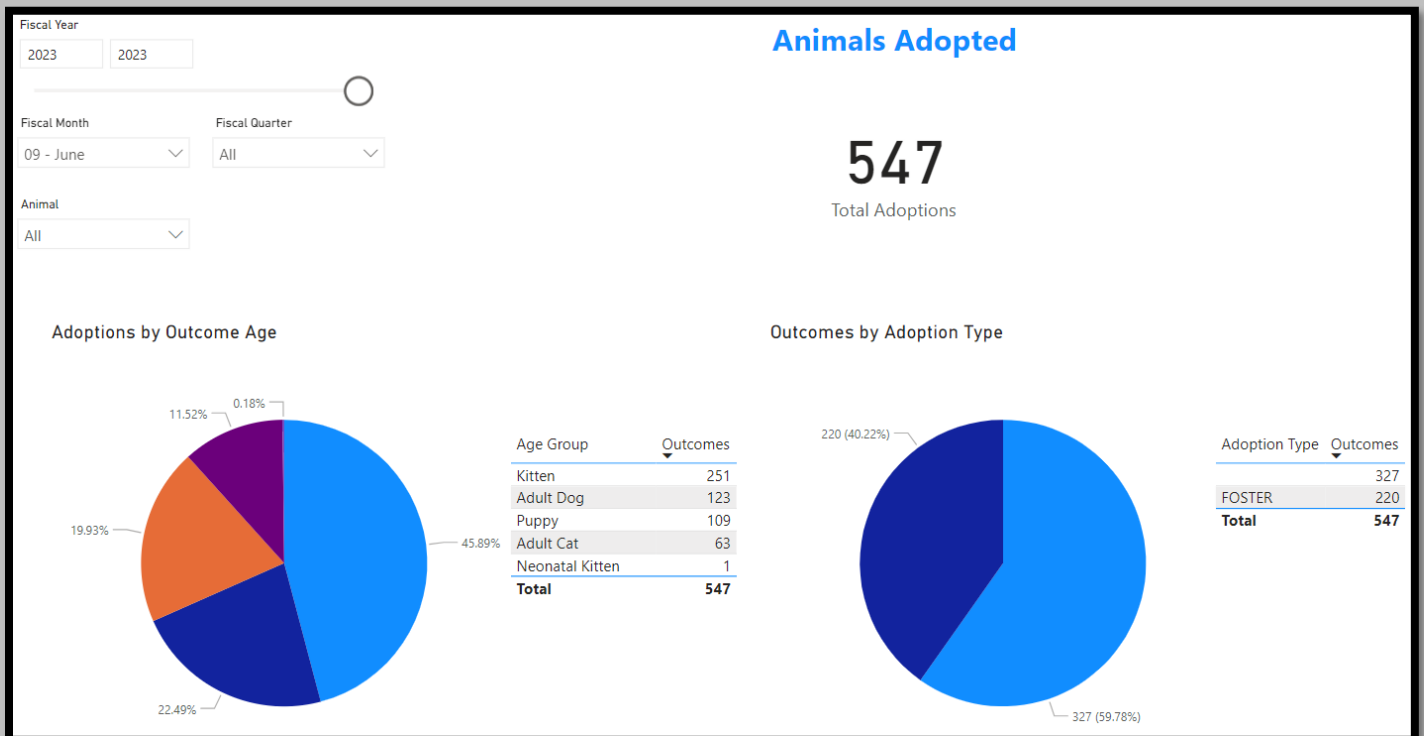 Fiscal Year
2023 2023
Fiscal Month Fiscal Quarter
09 - June All
Animal
All
Animals Adopted
547
Total Adoptions
Adoptions by Outcome Age
0.18%
11.52%
19.93%
45.89%
22.49%
Age Group Outcomes
Kitten 251
Adult Dog 123
Puppy 109
Adult Cat 63
Neonatal Kitten 1
Total 547
Outcomes by Adoption Type
220 (40.22%)
327 (59.78%)
Adoption Type Outcomes
327
FOSTER 220
Total 547